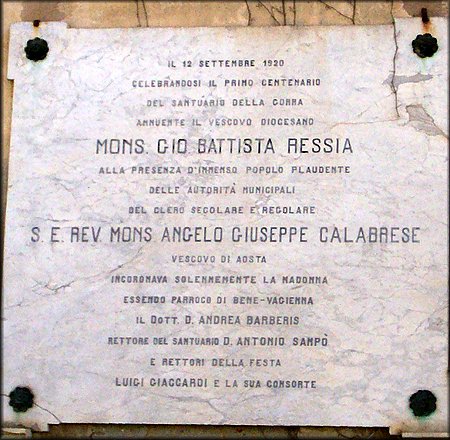 IL 12 SETTEMBRE 1920
CELEBRANDOSI IL PRIMO CENTENARIO
DEL SANTUARIO DELLA CORRA
ANNUENTE IL VESCOVO DIOCESANO
MONS. GIO BATTISTA RESSIA
ALLA PRESENZA D'IMMENSO POPOLO PLAUDENTE
DELLE AUTORITÀ MUNICIPALI
DEL CLERO SECOLARE E REGOLARE
S. E. REV. MONS. ANGELO GIUSEPPE CALABRESE
VESCOVO DI AOSTA
INCORONAVA SOLENNEMENTE LA MADONNA
ESSENDO PARROCO DI BENE-VAGIENNA
IL DOTT. D. ANDREA BARBERIS
RETTORE DEL SANTUARIO D. ANTONIO SAMPÒ
E RETTORI DELLA FESTA
LUIGI GIACCARDI E LA SUA CONSORTE